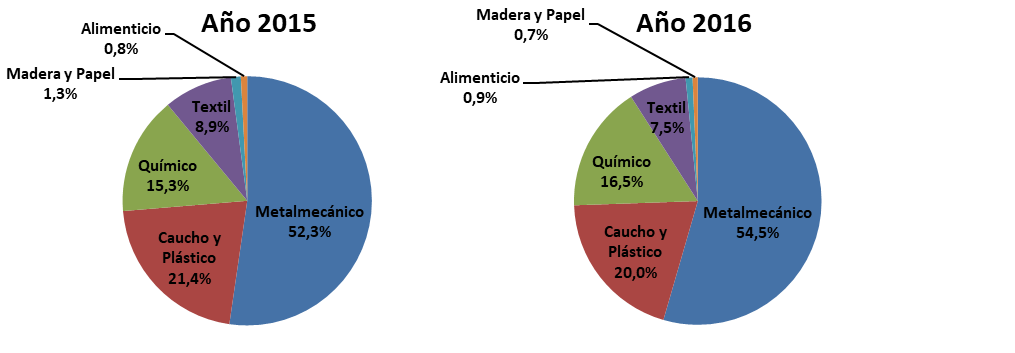 Año 2015
Alimenticio
0,8%
Madera y Papel
1,3%
Textil
8,9%
Químico
15,3%
Metalmecánico
52,3%
Caucho y
Plástico
21,4%
Año 2016
Madera y Papel
0,7%
Alimenticio
0,9%
Textil
7,5%
Químico
16,5%
Metalmecánico
54,5%
Caucho y
Plástico
20,0%